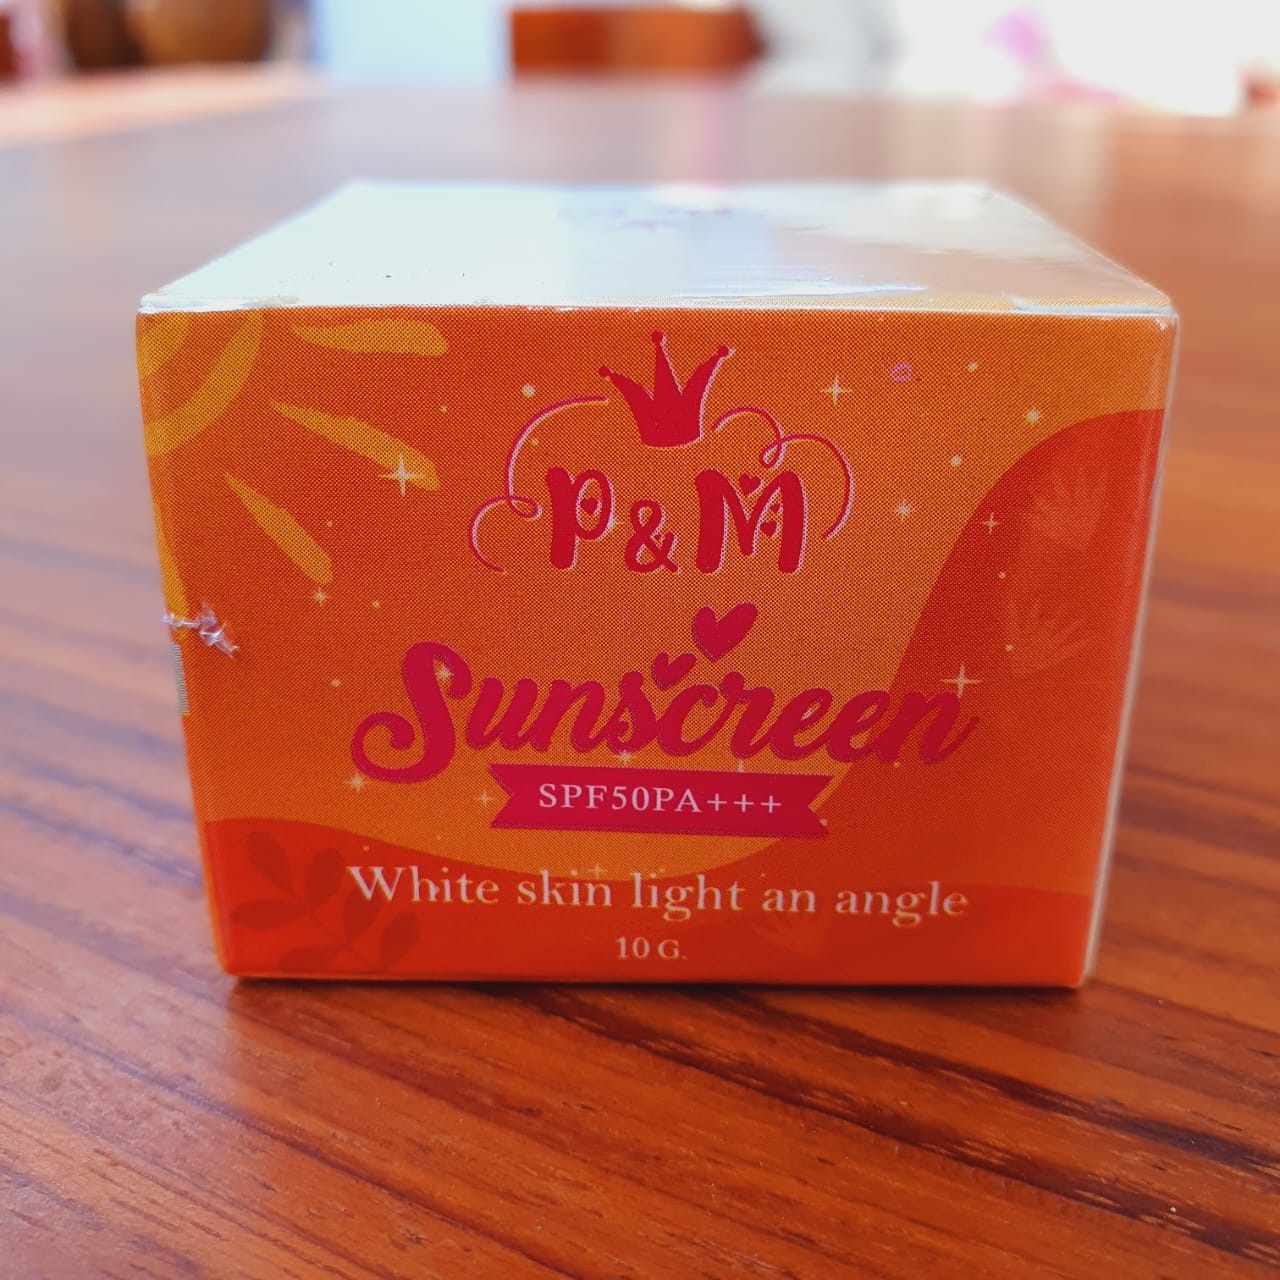 P&M
Sunscreen
SPF50PA+++
White skin light an angle
10 G.